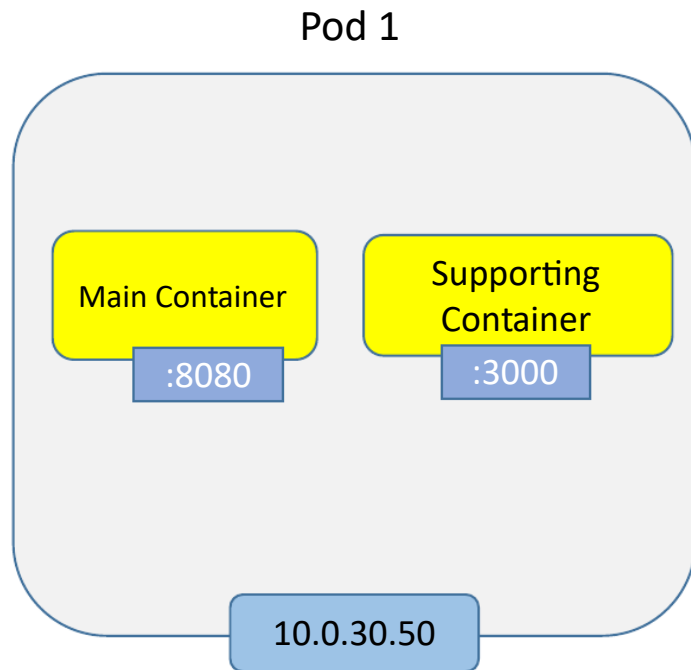 Pod 1
Main Container
Supporting
Container
:8080
:3000
10.0.30.50